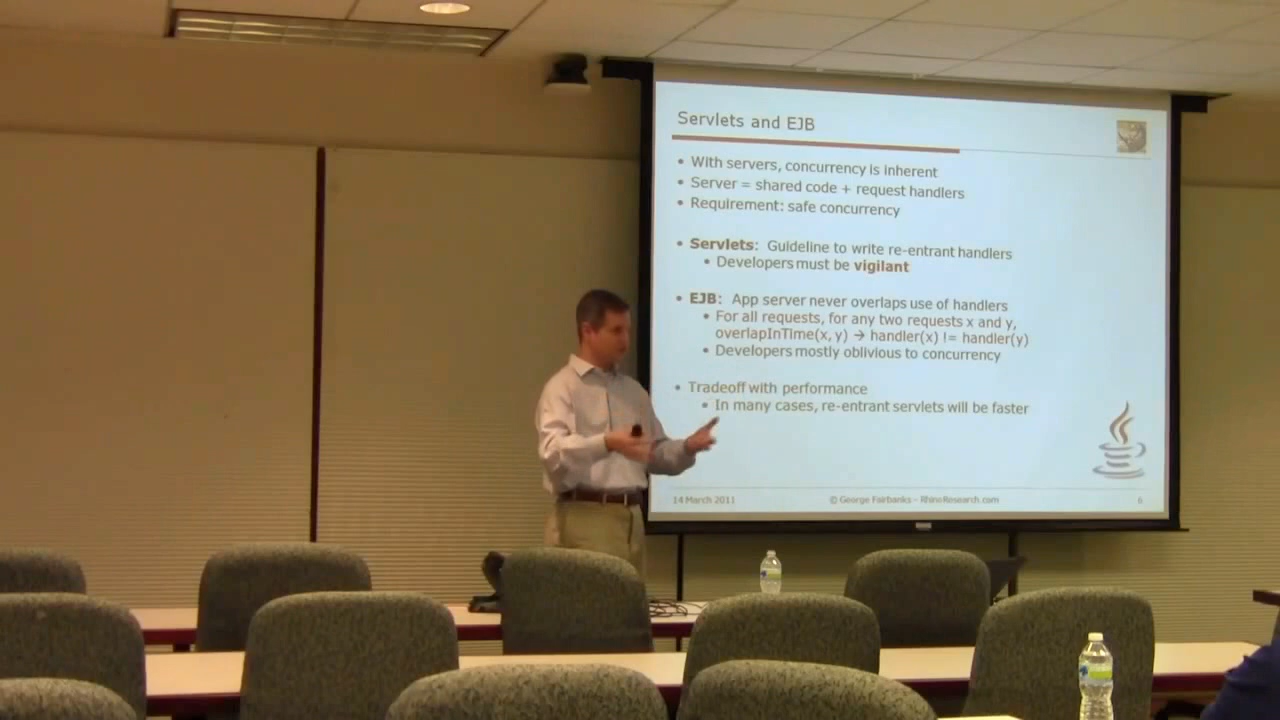 Servlets and EJB
• With servers, concurrency is inherent
• Server = shared code + request handlers
• Requirement: safe concurrency
• Servlets: Guideline to write re-entrant handlers
• Developers must be vigilant
• EJB: App server never overlaps use of handlers
• For all requests, for any two requests x and y,
overlapInTime(x, y) → handler(x) != handler(y)
• Developers mostly oblivious to concurrency
• Tradeoff with performance
• In many cases, re-entrant servlets will be faster
14 March 2011
© George Fairbanks – RhinoResearch.com
6